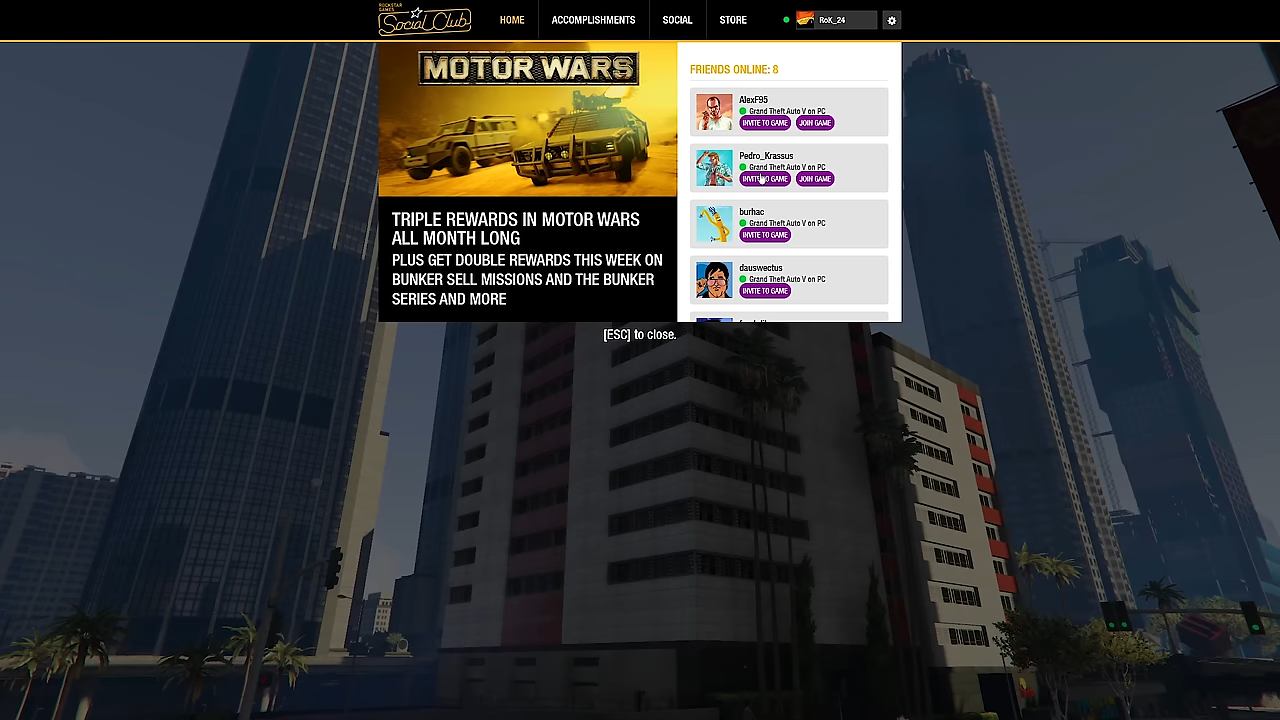 ROCKSTAR
GAMES
Social Club
HOME
ACCOMPLISHMENTS
SOCIAL
STORE
RoK_24
MOTOR WARS
TRIPLE REWARDS IN MOTOR WARS
ALL MONTH LONG
PLUS GET DOUBLE REWARDS THIS WEEK ON
BUNKER SELL MISSIONS AND THE BUNKER
SERIES AND MORE
FRIENDS ONLINE: 8
AlexF95
Grand Theft Auto V on PC
INVITE TO GAME JOIN GAME
Pedro_Krassus
Grand Theft Auto V on PC
INVITE TO GAME JOIN GAME
burhac
Grand Theft Auto V on PC
INVITE TO GAME
dauswectus
Grand Theft Auto V on PC
INVITE TO GAME
[ESC] to close.